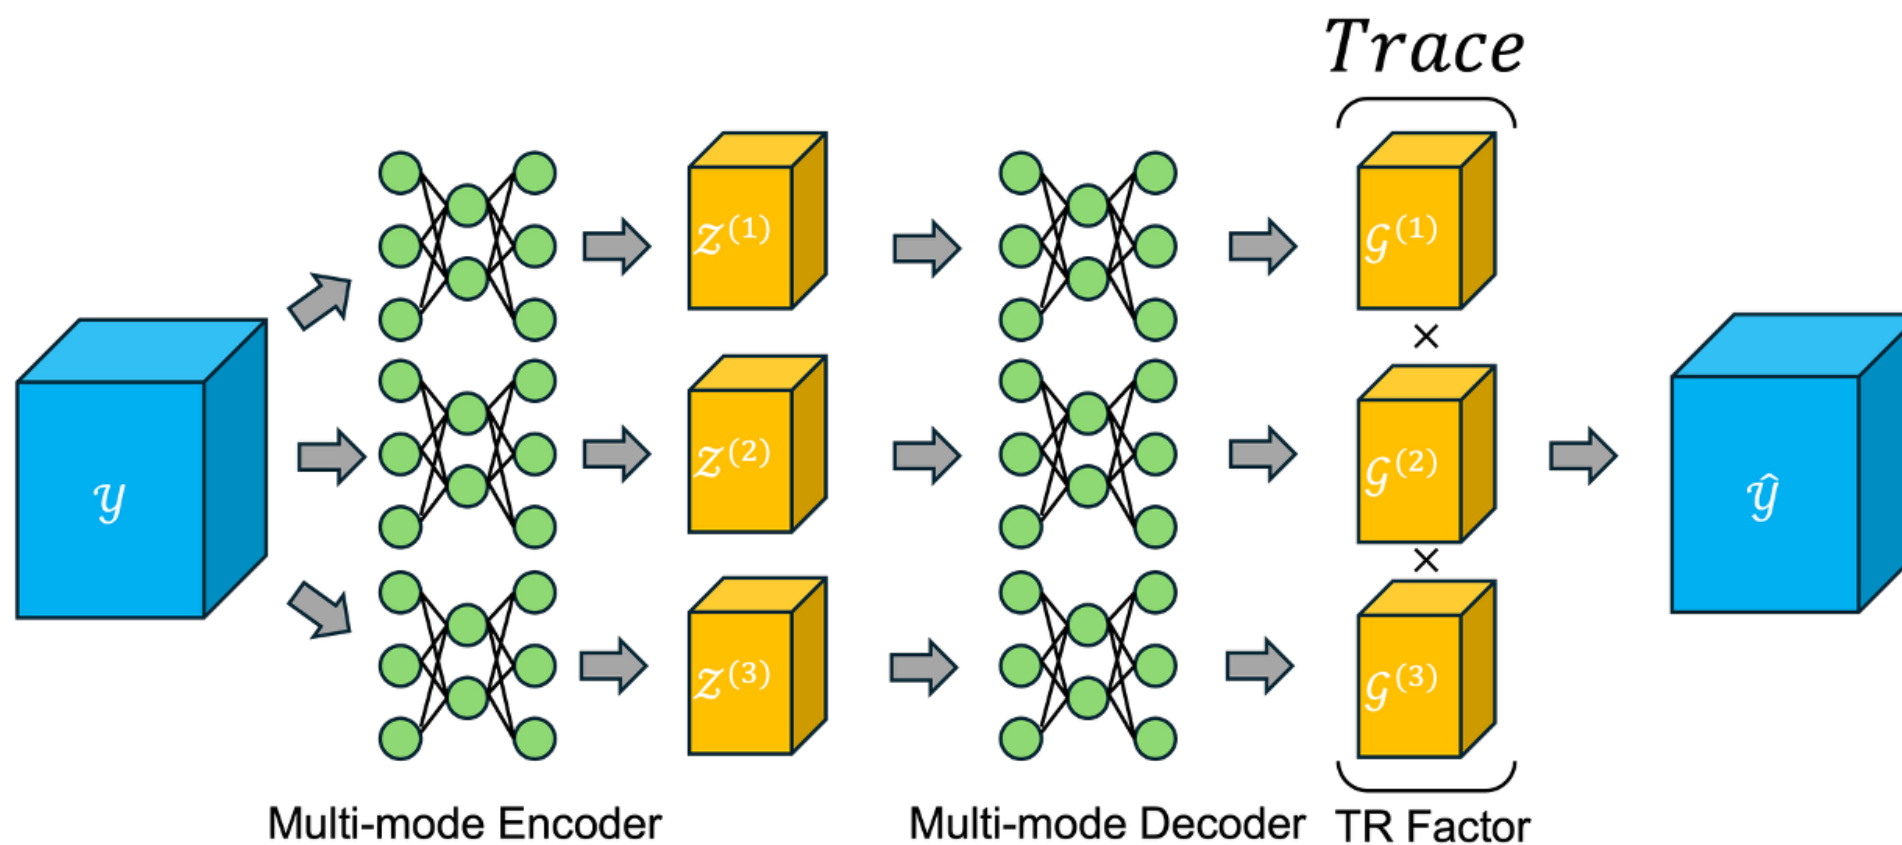 Trace
𝒵⁽¹⁾
𝒢⁽¹⁾
×
𝒴
𝒵⁽²⁾
𝒢⁽²⁾
𝒴̂
×
𝒵⁽³⁾
𝒢⁽³⁾
Multi-mode Encoder
Multi-mode Decoder
TR Factor